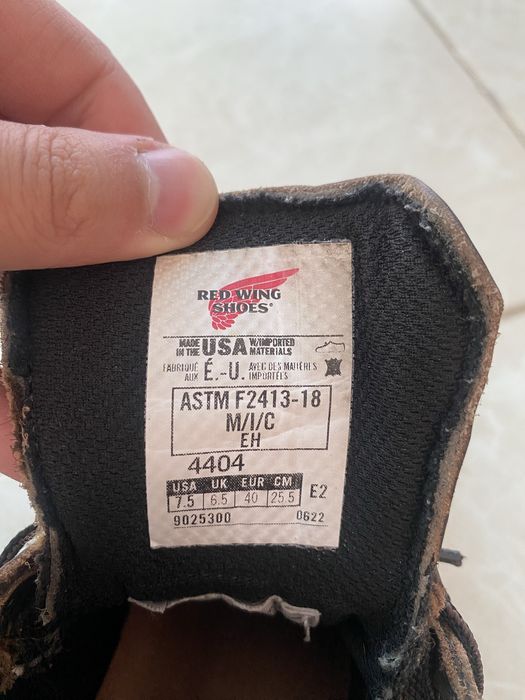 RED WING
SHOES®
MADE IN THE USA W/IMPORTED MATERIALS
FABRIQUÉ AUX É.-U. AVEC DES MATIÈRES IMPORTÉES
ASTM F2413-18
M/I/C
EH
4404
USA UK EUR CM
7.5 6.5 40 25.5 E2
9025300 0622